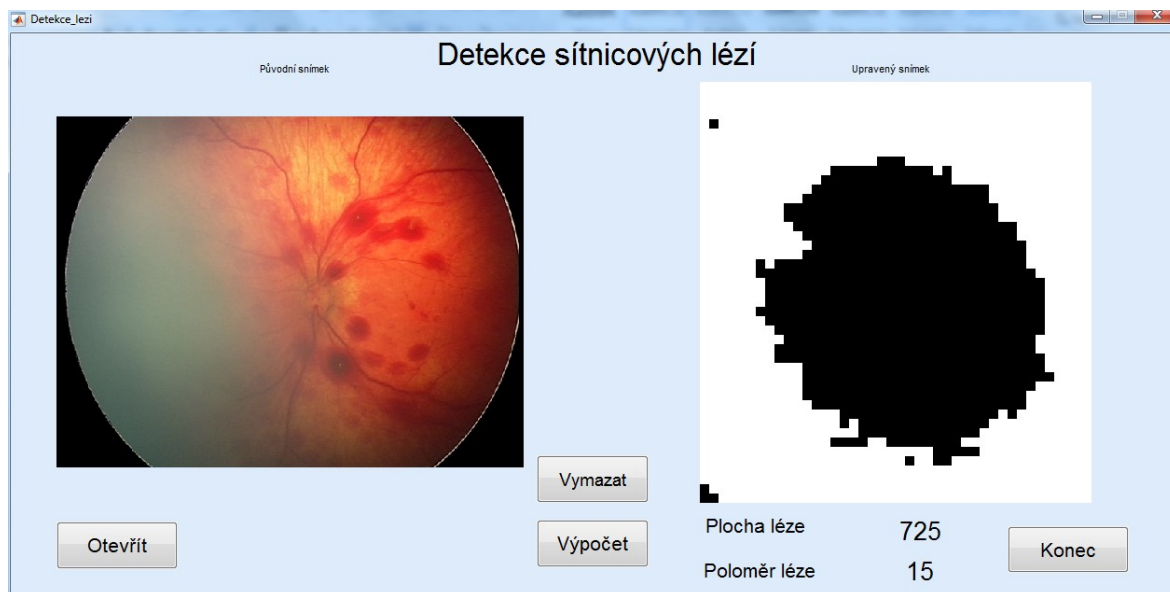 Detekce_lezi
Detekce sítnicových lézí
Původní snímek
Upravený snímek
Vymazat
Otevřít
Výpočet
Plocha léze 725
Poloměr léze 15
Konec